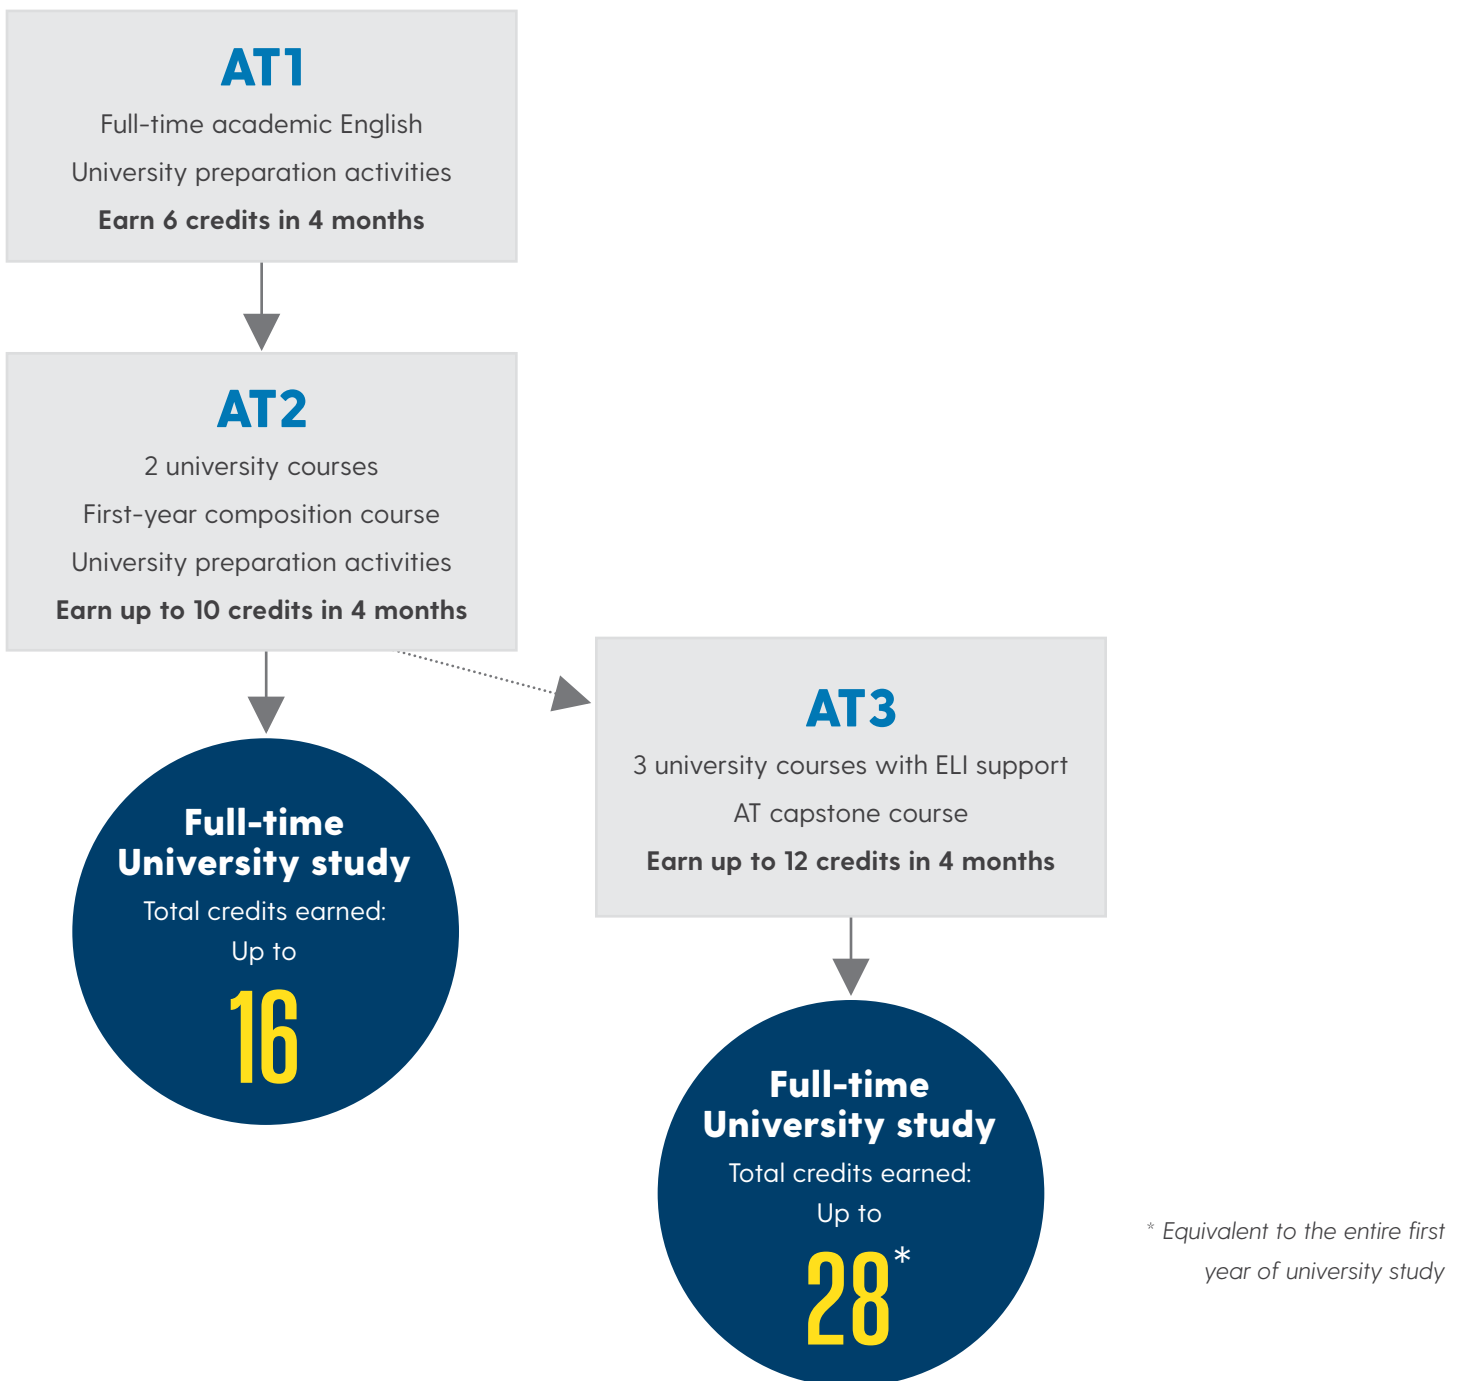 AT1
Full-time academic English
University preparation activities
Earn 6 credits in 4 months
AT2
2 university courses
First-year composition course
University preparation activities
Earn up to 10 credits in 4 months
Full-time
University study
Total credits earned:
Up to
16
AT3
3 university courses with ELI support
AT capstone course
Earn up to 12 credits in 4 months
Full-time
University study
Total credits earned:
Up to
28*
* Equivalent to the entire first
year of university study